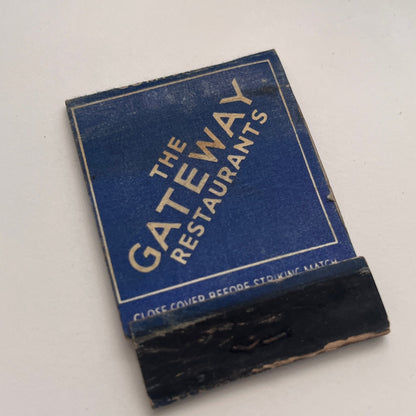 THE
GATEWAY
RESTAURANTS
CLOSE COVER BEFORE STRIKING MATCH